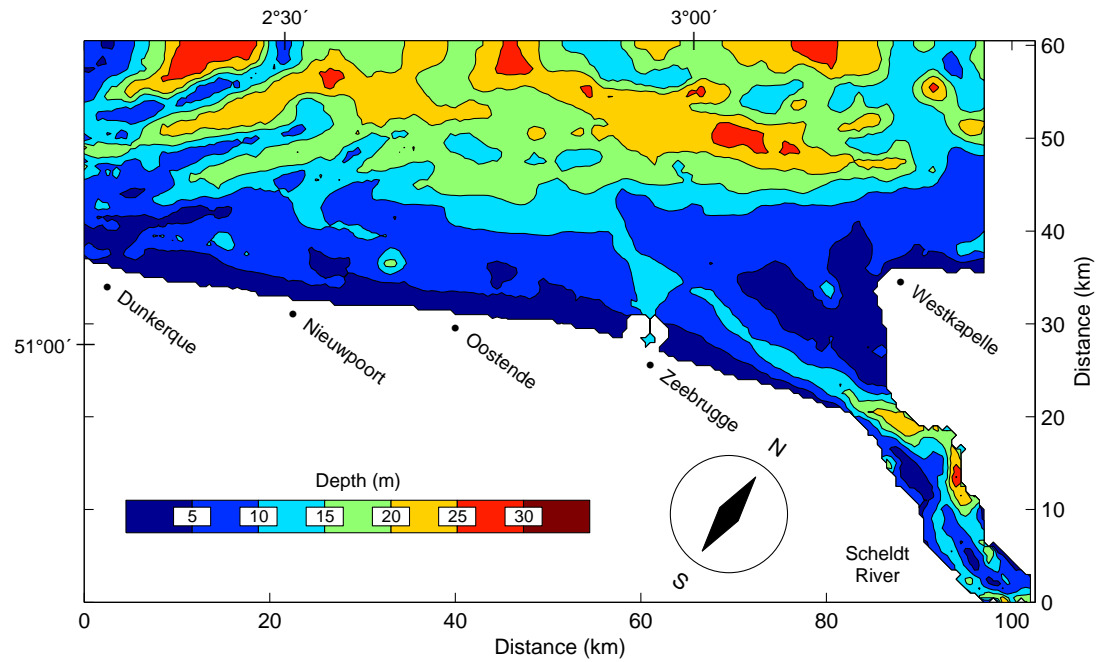 2°30´ 3°00´
60
50
40
30
20
10
0
Distance (km)
51°00´
Dunkerque
Nieuwpoort
Oostende
Zeebrugge
Westkapelle
N
S
Depth (m)
5 10 15 20 25 30
Scheldt
River
0 20 40 60 80 100
Distance (km)